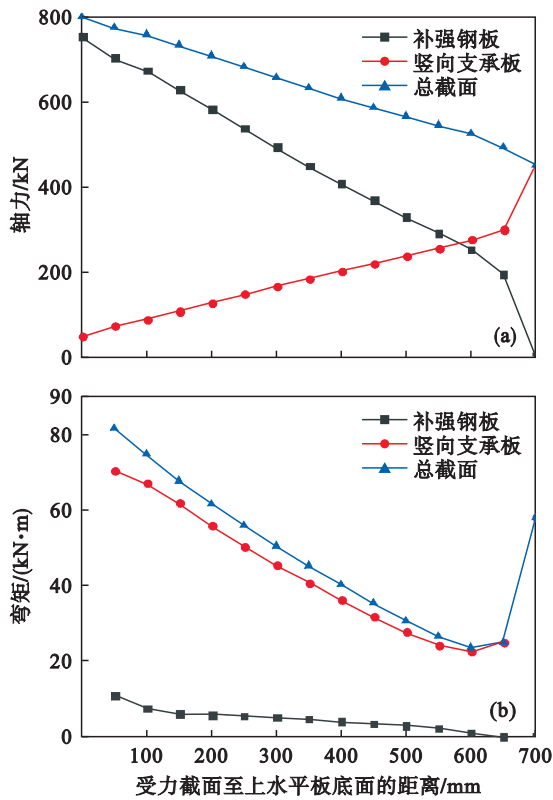 800
600
400
200
0
轴力/kN
补强钢板
竖向支承板
总截面
(a)
90
80
60
40
20
0
弯矩/(kN•m)
补强钢板
竖向支承板
总截面
(b)
100 200 300 400 500 600 700
受力截面至上水平板底面的距离/mm